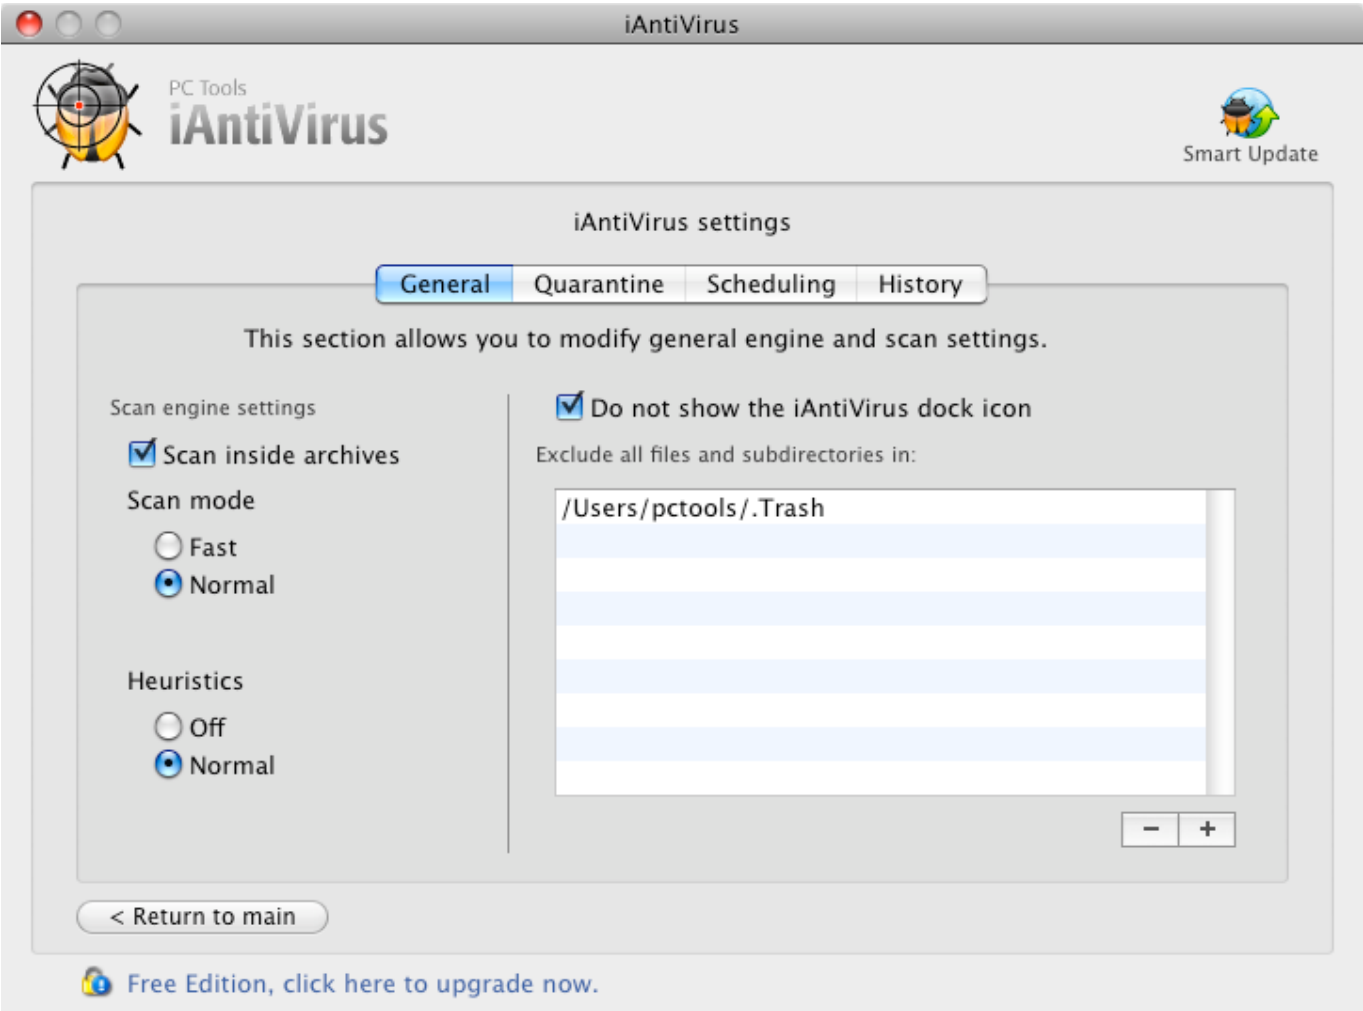 iAntiVirus
PC Tools
iAntiVirus
Smart Update
iAntiVirus settings
General Quarantine Scheduling History
This section allows you to modify general engine and scan settings.
Scan engine settings
Scan inside archives
Scan mode
Fast
Normal
Heuristics
Off
Normal
Do not show the iAntiVirus dock icon
Exclude all files and subdirectories in:
/Users/pctools/.Trash
− +
< Return to main
Free Edition, click here to upgrade now.